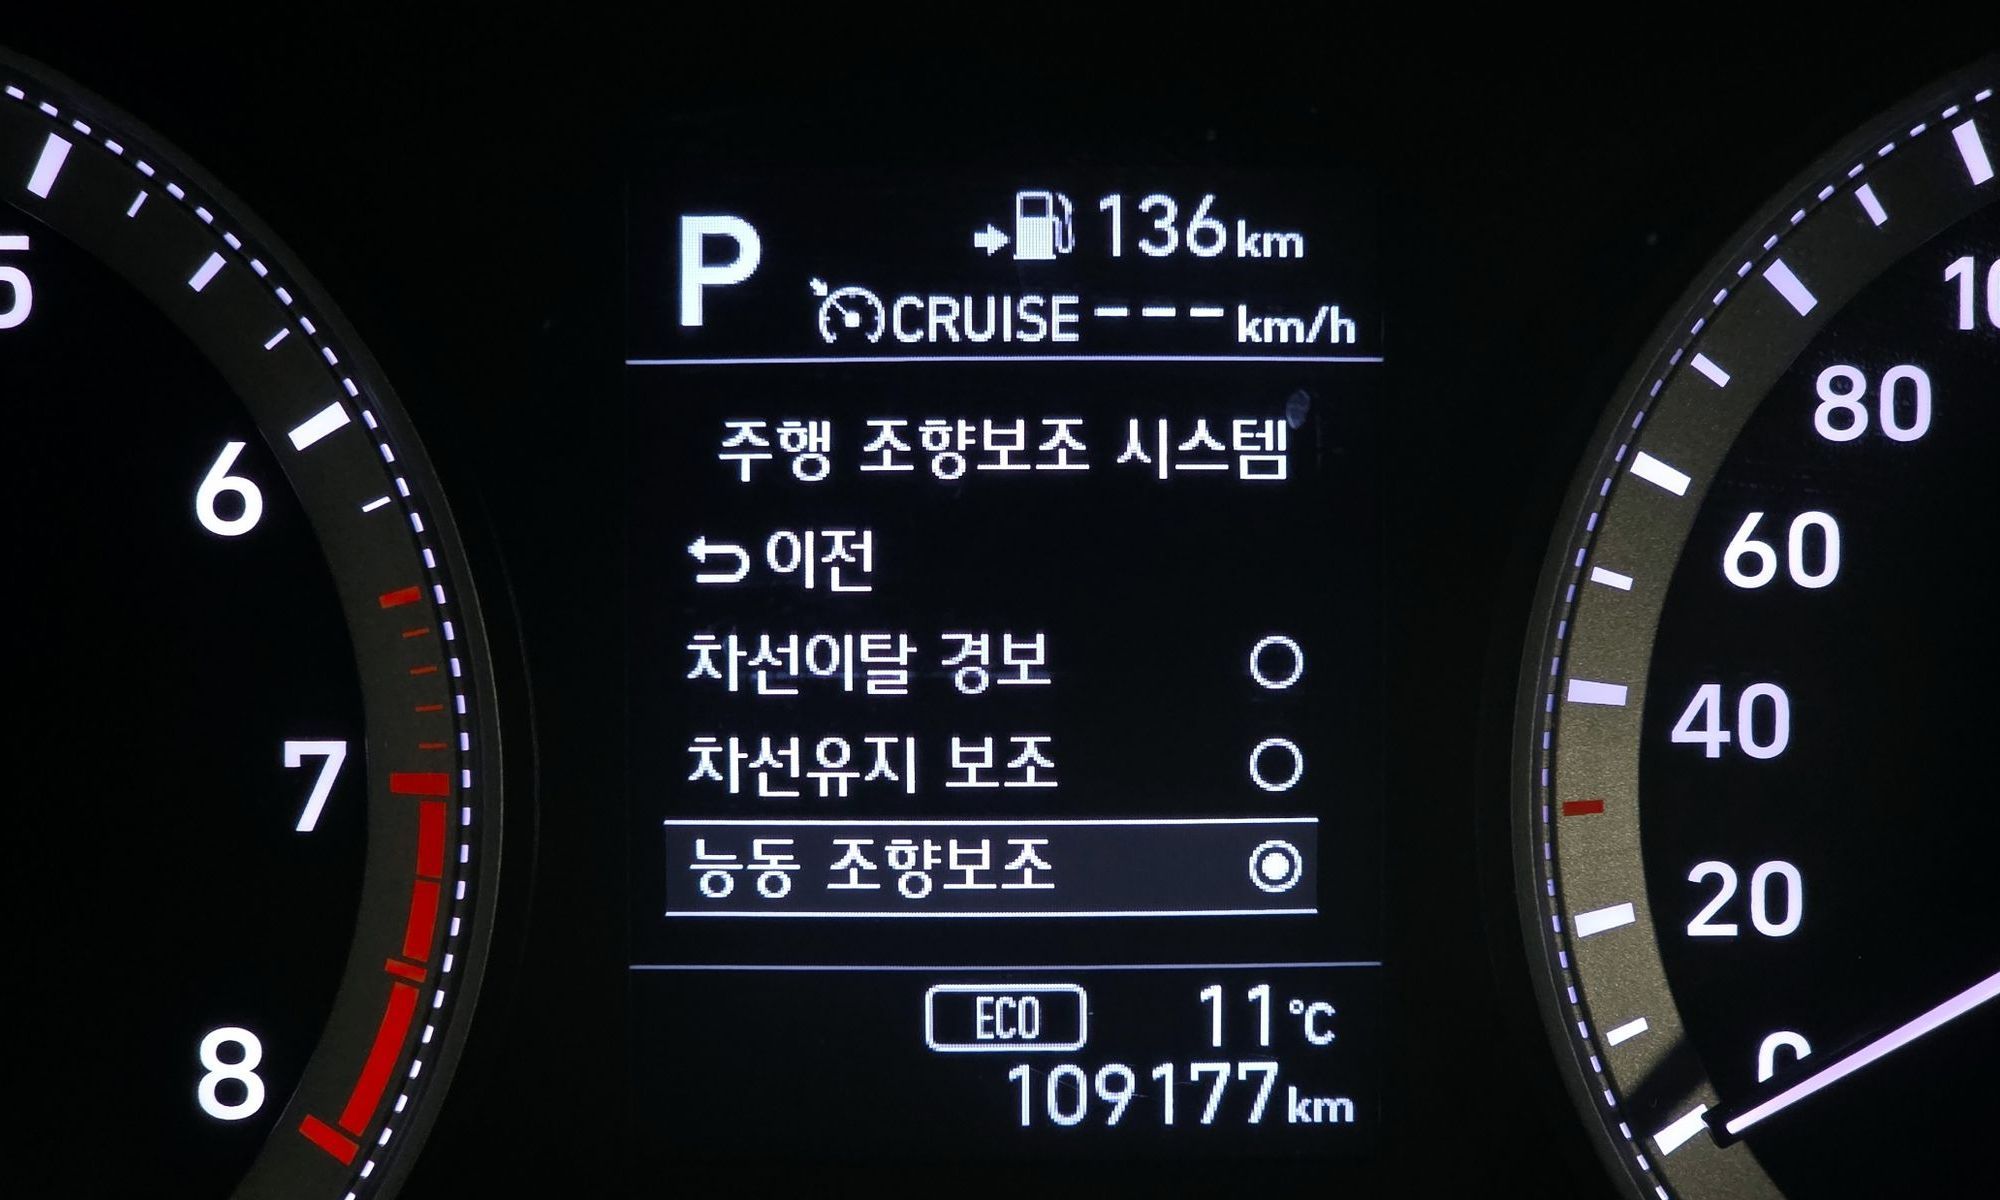 P
136km
CRUISE---km/h
주행 조향보조 시스템
이전
차선이탈 경보
차선유지 보조
능동 조향보조
ECO 11℃
109177km
5
6
7
8
80
60
40
20
0